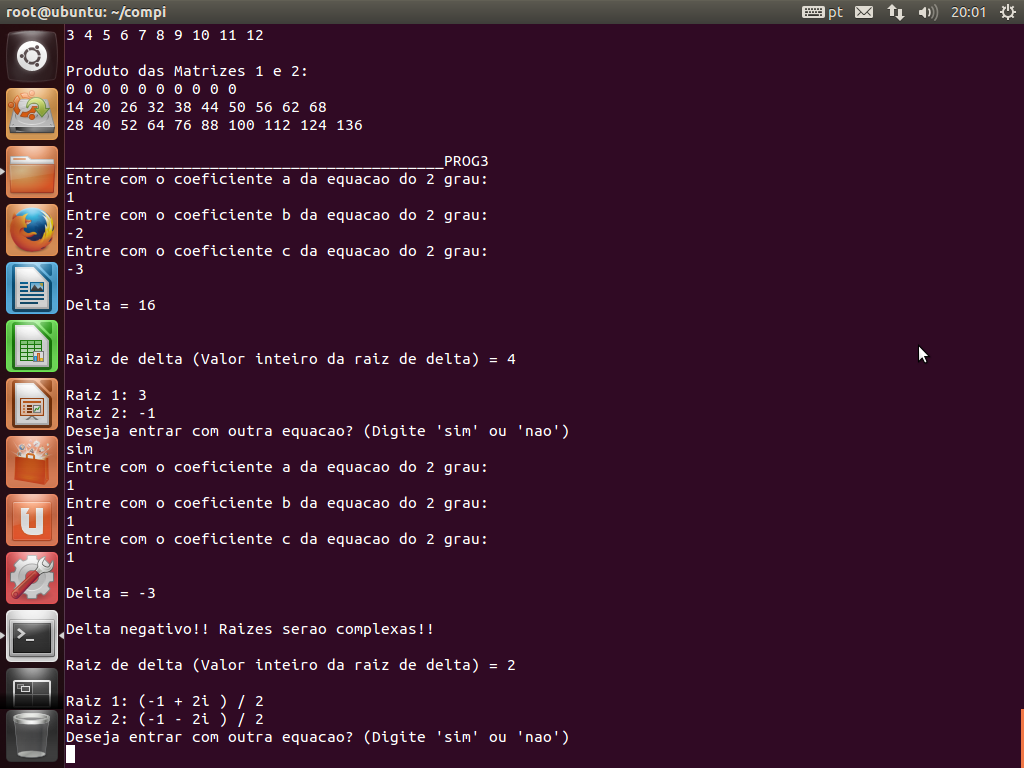 root@ubuntu: ~/compi
pt
20:01
3 4 5 6 7 8 9 10 11 12
Produto das Matrizes 1 e 2:
0 0 0 0 0 0 0 0 0 0
14 20 26 32 38 44 50 56 62 68
28 40 52 64 76 88 100 112 124 136
__________________________________________PROG3
Entre com o coeficiente a da equacao do 2 grau:
1
Entre com o coeficiente b da equacao do 2 grau:
-2
Entre com o coeficiente c da equacao do 2 grau:
-3
Delta = 16
Raiz de delta (Valor inteiro da raiz de delta) = 4
Raiz 1: 3
Raiz 2: -1
Deseja entrar com outra equacao? (Digite 'sim' ou 'nao')
sim
Entre com o coeficiente a da equacao do 2 grau:
1
Entre com o coeficiente b da equacao do 2 grau:
1
Entre com o coeficiente c da equacao do 2 grau:
1
Delta = -3
Delta negativo!! Raizes serao complexas!!
Raiz de delta (Valor inteiro da raiz de delta) = 2
Raiz 1: (-1 + 2i ) / 2
Raiz 2: (-1 - 2i ) / 2
Deseja entrar com outra equacao? (Digite 'sim' ou 'nao')